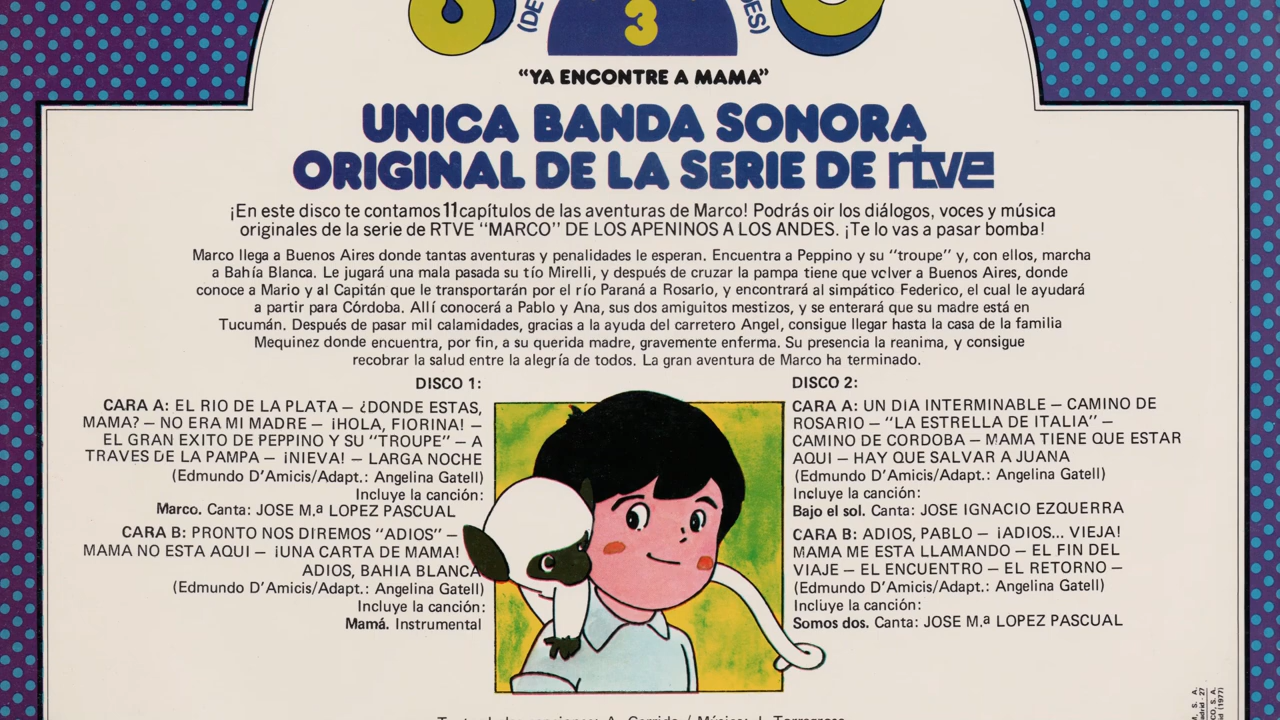 (DE
DES)
3
“YA ENCONTRE A MAMA”
UNICA BANDA SONORA
ORIGINAL DE LA SERIE DE rtve
¡En este disco te contamos 11 capítulos de las aventuras de Marco! Podrás oir los diálogos, voces y música
originales de la serie de RTVE “MARCO” DE LOS APENINOS A LOS ANDES. ¡Te lo vas a pasar bomba!
Marco llega a Buenos Aires donde tantas aventuras y penalidades le esperan. Encuentra a Peppino y su “troupe” y, con ellos, marcha
a Bahía Blanca. Le jugará una mala pasada su tío Mirelli, y después de cruzar la pampa tiene que volver a Buenos Aires, donde
conoce a Mario y al Capitán que le transportarán por el río Paraná a Rosario, y encontrará al simpático Federico, el cual le ayudará
a partir para Córdoba. Allí conocerá a Pablo y Ana, sus dos amiguitos mestizos, y se enterará que su madre está en
Tucumán. Después de pasar mil calamidades, gracias a la ayuda del carretero Angel, consigue llegar hasta la casa de la familia
Mequinez donde encuentra, por fin, a su querida madre, gravemente enferma. Su presencia la reanima, y consigue
recobrar la salud entre la alegría de todos. La gran aventura de Marco ha terminado.
DISCO 1:
CARA A: EL RIO DE LA PLATA – ¿DONDE ESTAS,
MAMA? – NO ERA MI MADRE – ¡HOLA, FIORINA! –
EL GRAN EXITO DE PEPPINO Y SU “TROUPE” – A
TRAVES DE LA PAMPA – ¡NIEVA! – LARGA NOCHE
(Edmundo D’Amicis/Adapt.: Angelina Gatell)
Incluye la canción:
Marco. Canta: JOSE M.ª LOPEZ PASCUAL
CARA B: PRONTO NOS DIREMOS “ADIOS” –
MAMA NO ESTA AQUI – ¡UNA CARTA DE MAMA!
ADIOS, BAHIA BLANCA
(Edmundo D’Amicis/Adapt.: Angelina Gatell)
Incluye la canción:
Mamá. Instrumental
DISCO 2:
CARA A: UN DIA INTERMINABLE – CAMINO DE
ROSARIO – “LA ESTRELLA DE ITALIA” –
CAMINO DE CORDOBA – MAMA TIENE QUE ESTAR
AQUI – HAY QUE SALVAR A JUANA
(Edmundo D’Amicis/Adapt.: Angelina Gatell)
Incluye la canción:
Bajo el sol. Canta: JOSE IGNACIO EZQUERRA
CARA B: ADIOS, PABLO – ¡ADIOS... VIEJA!
MAMA ME ESTA LLAMANDO – EL FIN DEL
VIAJE – EL ENCUENTRO – EL RETORNO –
(Edmundo D’Amicis/Adapt.: Angelina Gatell)
Incluye la canción:
Somos dos. Canta: JOSE M.ª LOPEZ PASCUAL